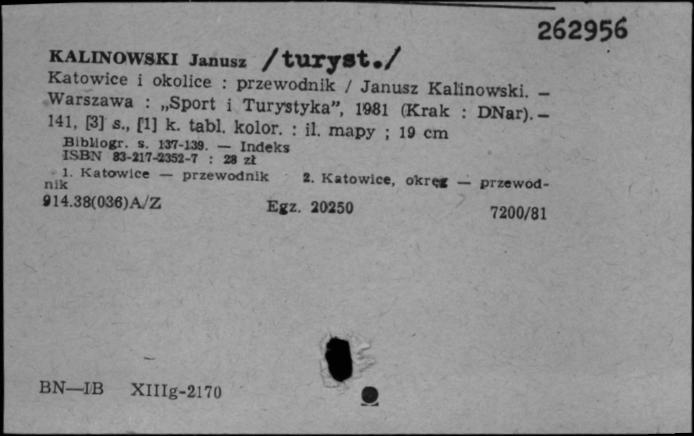 262956
KALINOWSKI Janusz /turyst./
Katowice i okolice : przewodnik / Janusz Kalinowski. —
Warszawa : „Sport i Turystyka”, 1981 (Krak : DNar). —
141, [3] s., [1] k. tabl. kolor. : il. mapy ; 19 cm
Bibliogr. s. 137-139. — Indeks
ISBN 83-217-2352-7 : 28 zł
1. Katowice — przewodnik 2. Katowice, okręg — przewod-
nik
914.38(036)A/Z Egz. 20250 7200/81
BN—IB XIIIg-2170